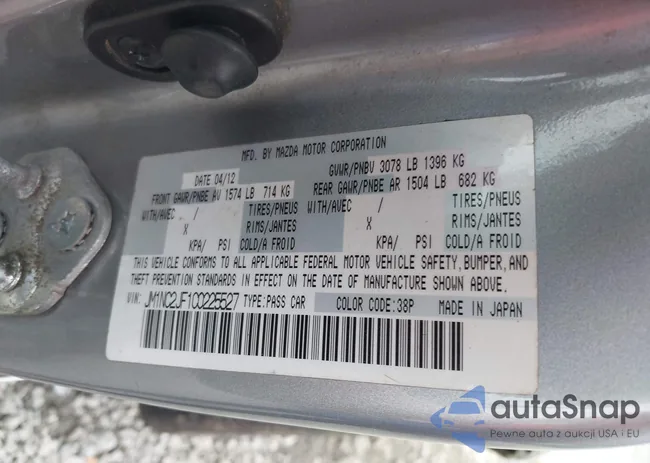 MFD. BY MAZDA MOTOR CORPORATION
DATE 04/12 GVWR/PNBV 3078 LB 1396 KG
FRONT GAWR/PNBE AV 1574 LB 714 KG REAR GAWR/PNBE AR 1504 LB 682 KG
WITH/AVEC / TIRES/PNEUS WITH/AVEC / TIRES/PNEUS
X RIMS/JANTES X RIMS/JANTES
KPA/ PSI COLD/A FROID KPA/ PSI COLD/A FROID
THIS VEHICLE CONFORMS TO ALL APPLICABLE FEDERAL MOTOR VEHICLE SAFETY, BUMPER, AND
THEFT PREVENTION STANDARDS IN EFFECT ON THE DATE OF MANUFACTURE SHOWN ABOVE.
VIN: JM1NC2JF1C0225527 TYPE:PASS CAR COLOR CODE:38P MADE IN JAPAN
autaSnap
Pewne auta z aukcji USA i EU